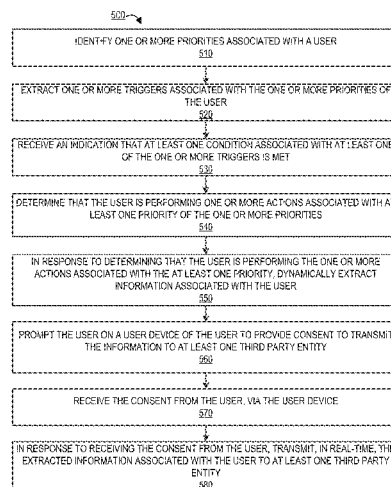 500
IDENTIFY ONE OR MORE PRIORITIES ASSOCIATED WITH A USER
510
EXTRACT ONE OR MORE TRIGGERS ASSOCIATED WITH THE ONE OR MORE PRIORITIES OF
THE USER
520
RECEIVE AN INDICATION THAT AT LEAST ONE CONDITION ASSOCIATED WITH AT LEAST ONE
OF THE ONE OR MORE TRIGGERS IS MET
530
DETERMINE THAT THE USER IS PERFORMING ONE OR MORE ACTIONS ASSOCIATED WITH A
LEAST ONE PRIORITY OF THE ONE OR MORE PRIORITIES
540
IN RESPONSE TO DETERMINING THAT THE USER IS PERFORMING THE ONE OR MORE
ACTIONS ASSOCIATED WITH THE AT LEAST ONE PRIORITY, DYNAMICALLY EXTRACT
INFORMATION ASSOCIATED WITH THE USER
550
PROMPT THE USER ON A USER DEVICE OF THE USER TO PROVIDE CONSENT TO TRANSMIT
THE INFORMATION TO AT LEAST ONE THIRD PARTY ENTITY
560
RECEIVE THE CONSENT FROM THE USER, VIA THE USER DEVICE
570
IN RESPONSE TO RECEIVING THE CONSENT FROM THE USER, TRANSMIT, IN REAL-TIME, THE
EXTRACTED INFORMATION ASSOCIATED WITH THE USER TO AT LEAST ONE THIRD PARTY
ENTITY
580